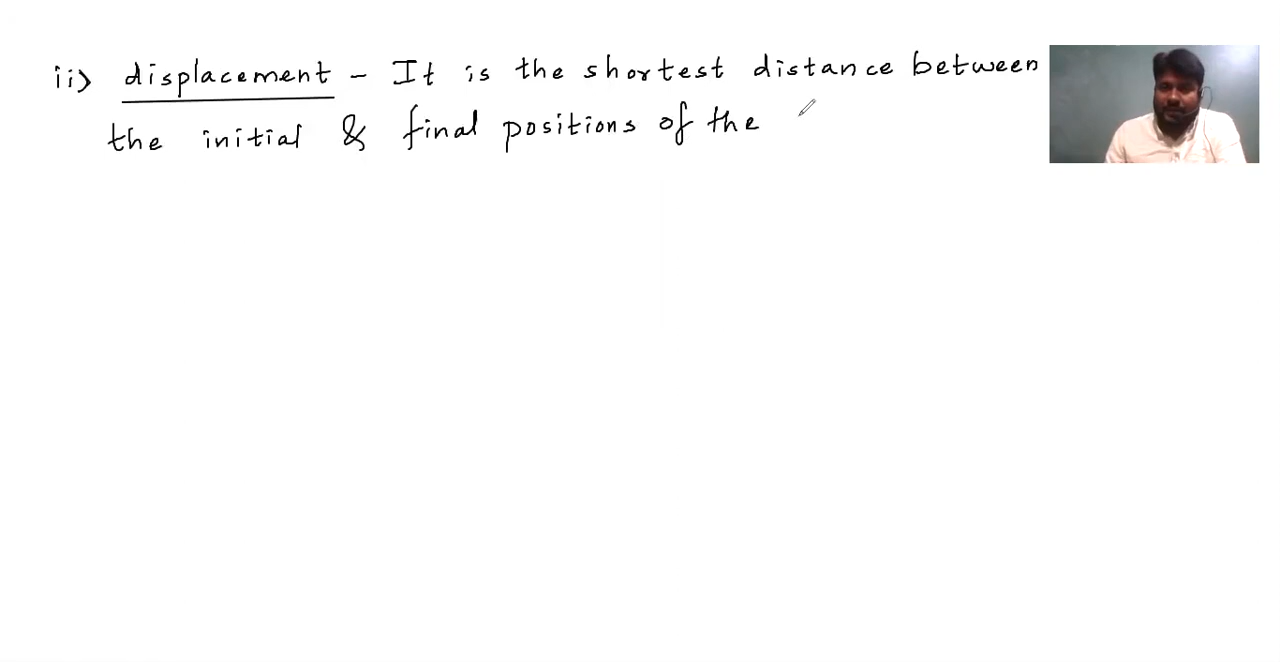 ii) displacement - It is the shortest distance between
the initial & final positions of the